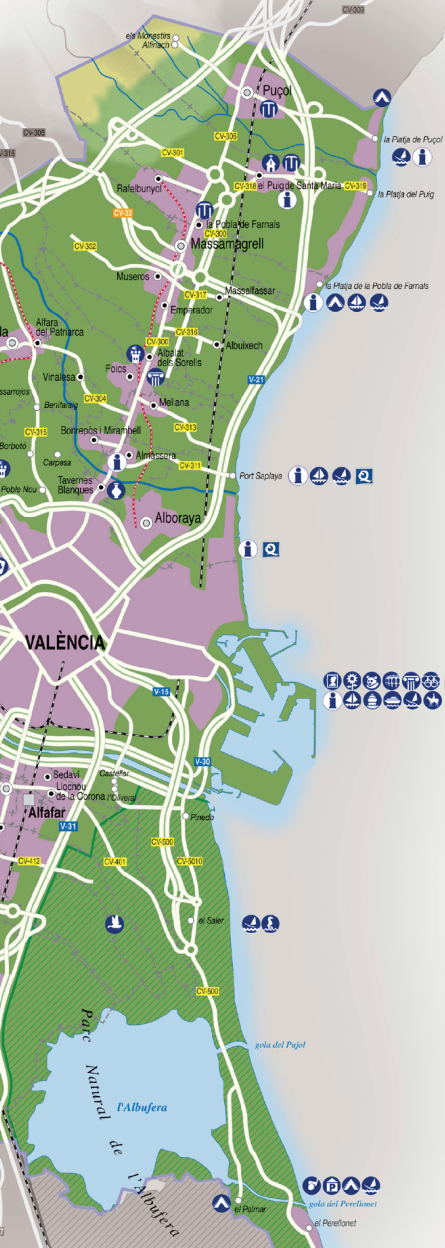 CV-309
els Monestirs
Alfinach
Puçol
CV-305
CV-306
la Platja de Puçol
CV-315
CV-301
Rafelbunyol
CV-318
el Puig de Santa Maria
CV-319
la Platja del Puig
CV-32
la Pobla de Farnals
CV-300
CV-302
Massamagrell
Museros
la Platja de la Pobla de Farnals
CV-317
Massalfassar
Emperador
Alfara
del Patriarca
CV-316
CV-300
Albuixech
Albalat
dels Sorells
Foios
V-21
Vinalesa
CV-304
Benifaraig
Meliana
CV-313
CV-315
Bonrepòs i Mirambell
Borbotó
Carpesa
Almàssera
CV-311
Port Saplaya
Poble Nou
Tavernes
Blanques
Alboraya
VALÈNCIA
V-15
V-30
Sedaví
Castellar
Llocnou
de la Corona
l'Oliveral
Alfafar
V-31
Pinedo
CV-500
CV-412
CV-401
CV-5010
el Saler
CV-500
Parc Natural de l'Albufera
gola del Pujol
l'Albufera
gola del Perellonet
el Palmar
el Perellonet